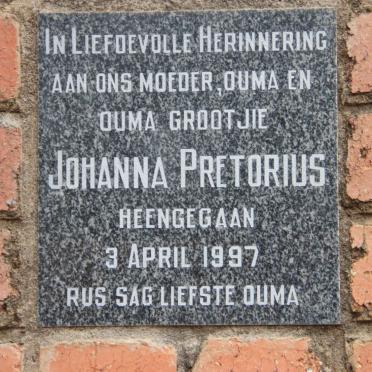 In Liefdevolle Herinnering
aan ons moeder, ouma en
ouma grootjie
Johanna Pretorius
heengegaan
3 April 1997
rus sag liefste ouma